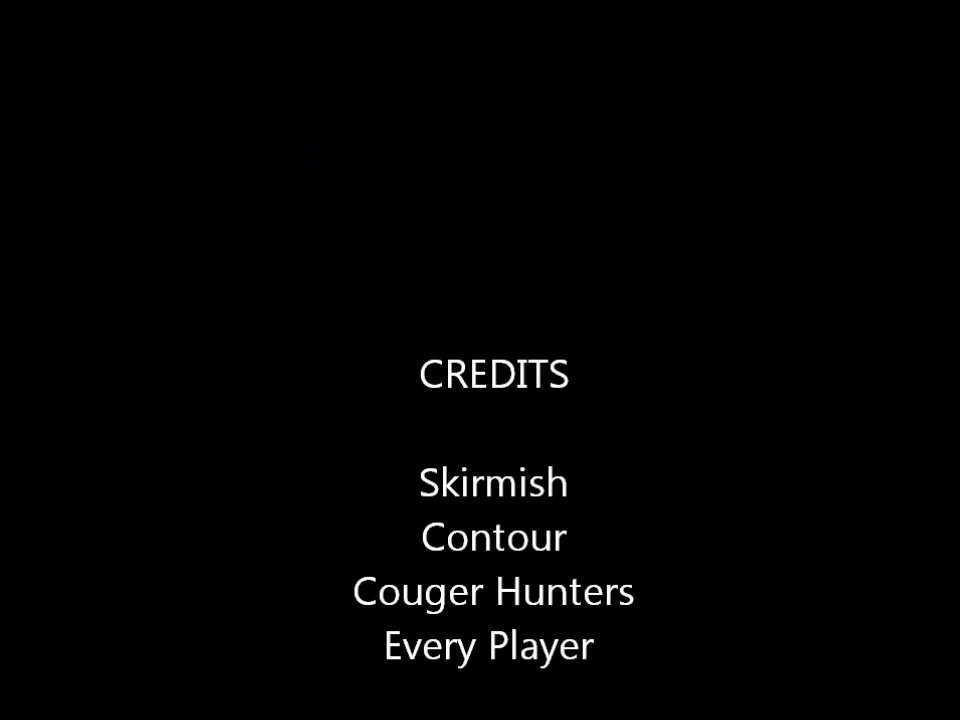 CREDITS
Skirmish
Contour
Couger Hunters
Every Player